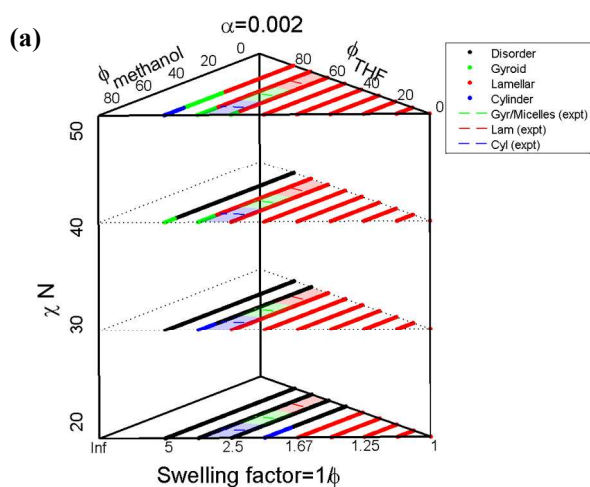 (a)
α=0.002
ϕ methanol
80 60 40 20 0
ϕ THF
80 60 40 20 0
Disorder
Gyroid
Lamellar
Cylinder
Gyr/Micelles (expt)
Lam (expt)
Cyl (expt)
χ N
50
40
30
20
Inf 5 2.5 1.67 1.25 1
Swelling factor=1/ϕ